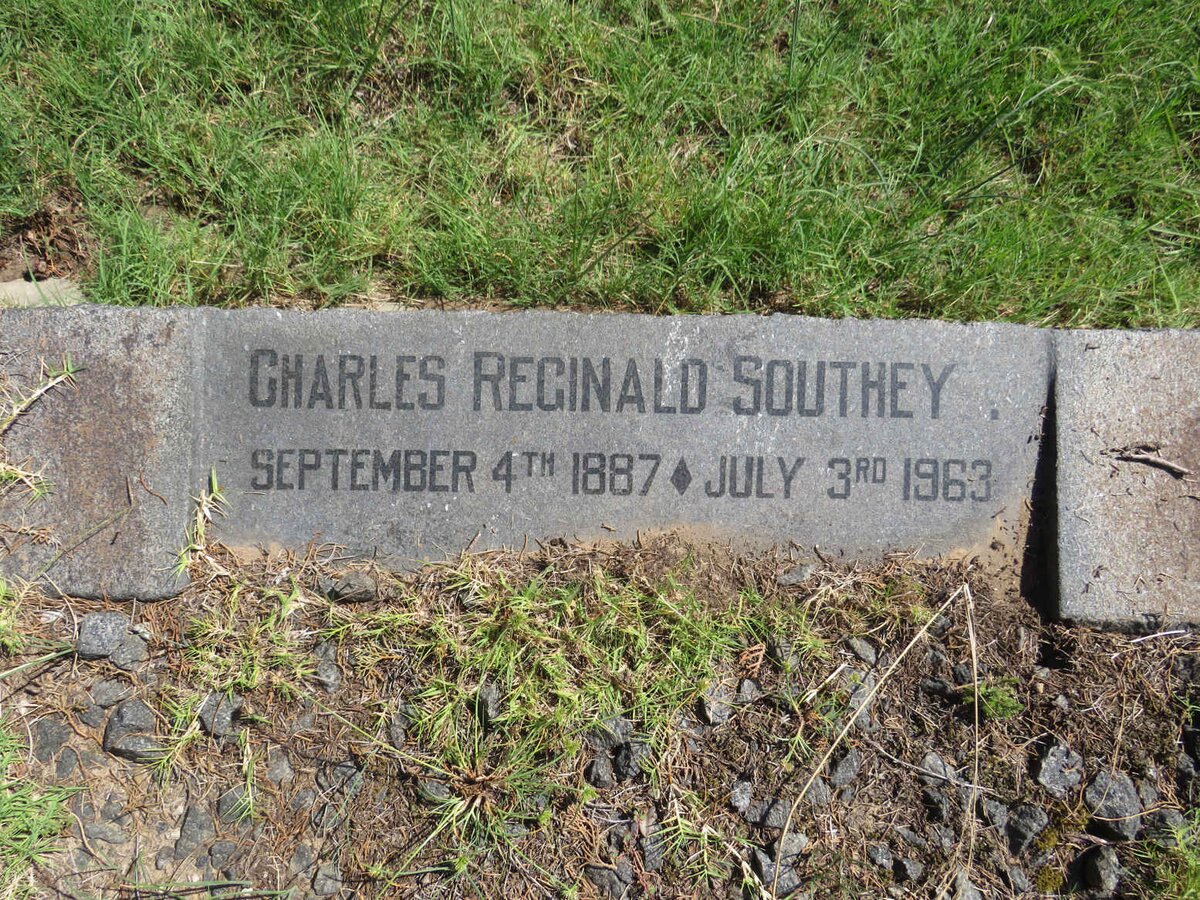 CHARLES REGINALD SOUTHEY.
SEPTEMBER 4TH 1887 ♦ JULY 3RD 1963